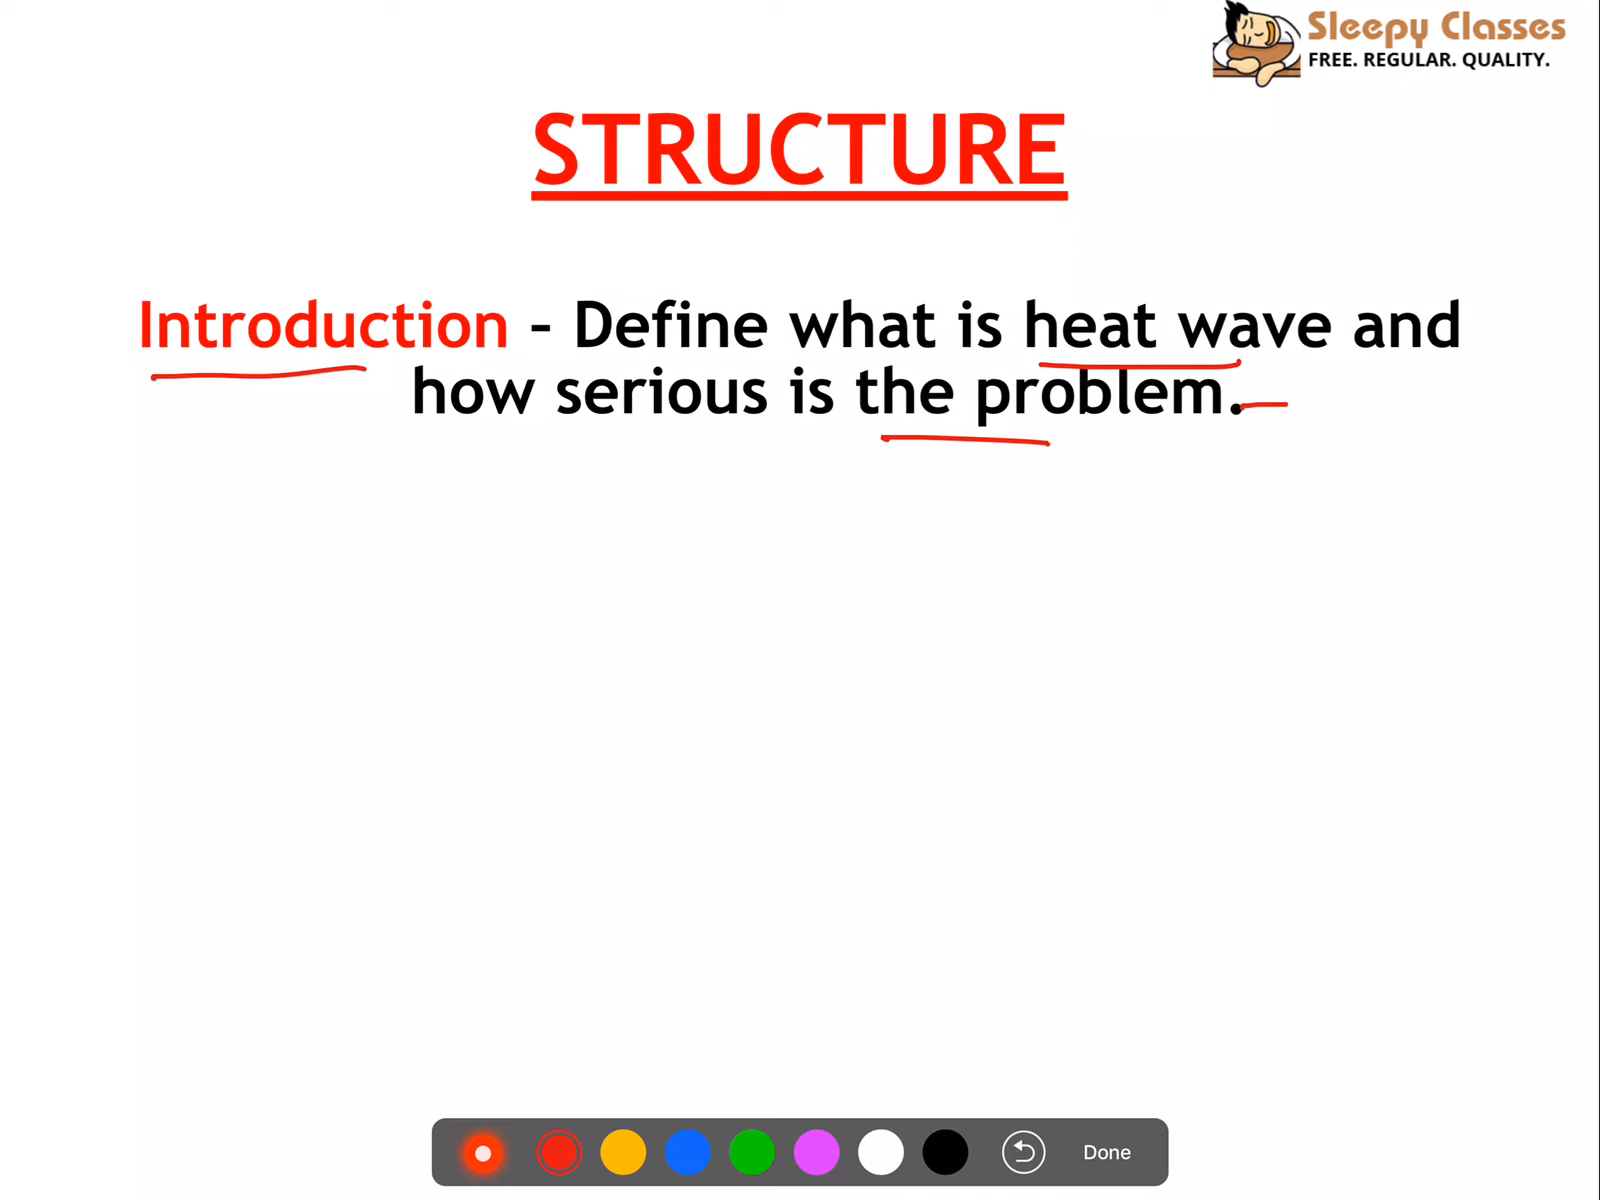 Sleepy Classes
FREE. REGULAR. QUALITY.
STRUCTURE
Introduction – Define what is heat wave and
how serious is the problem.
Done